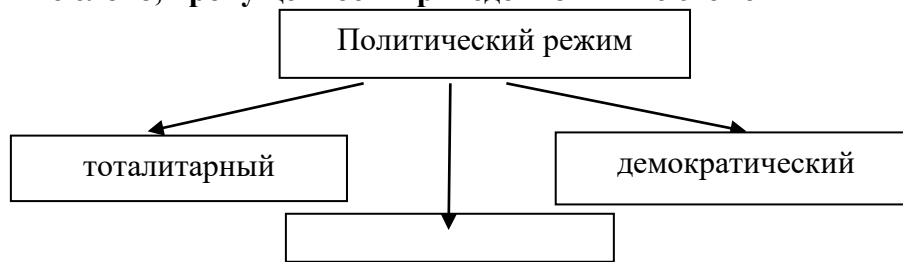 Политический режим
тоталитарный
демократический